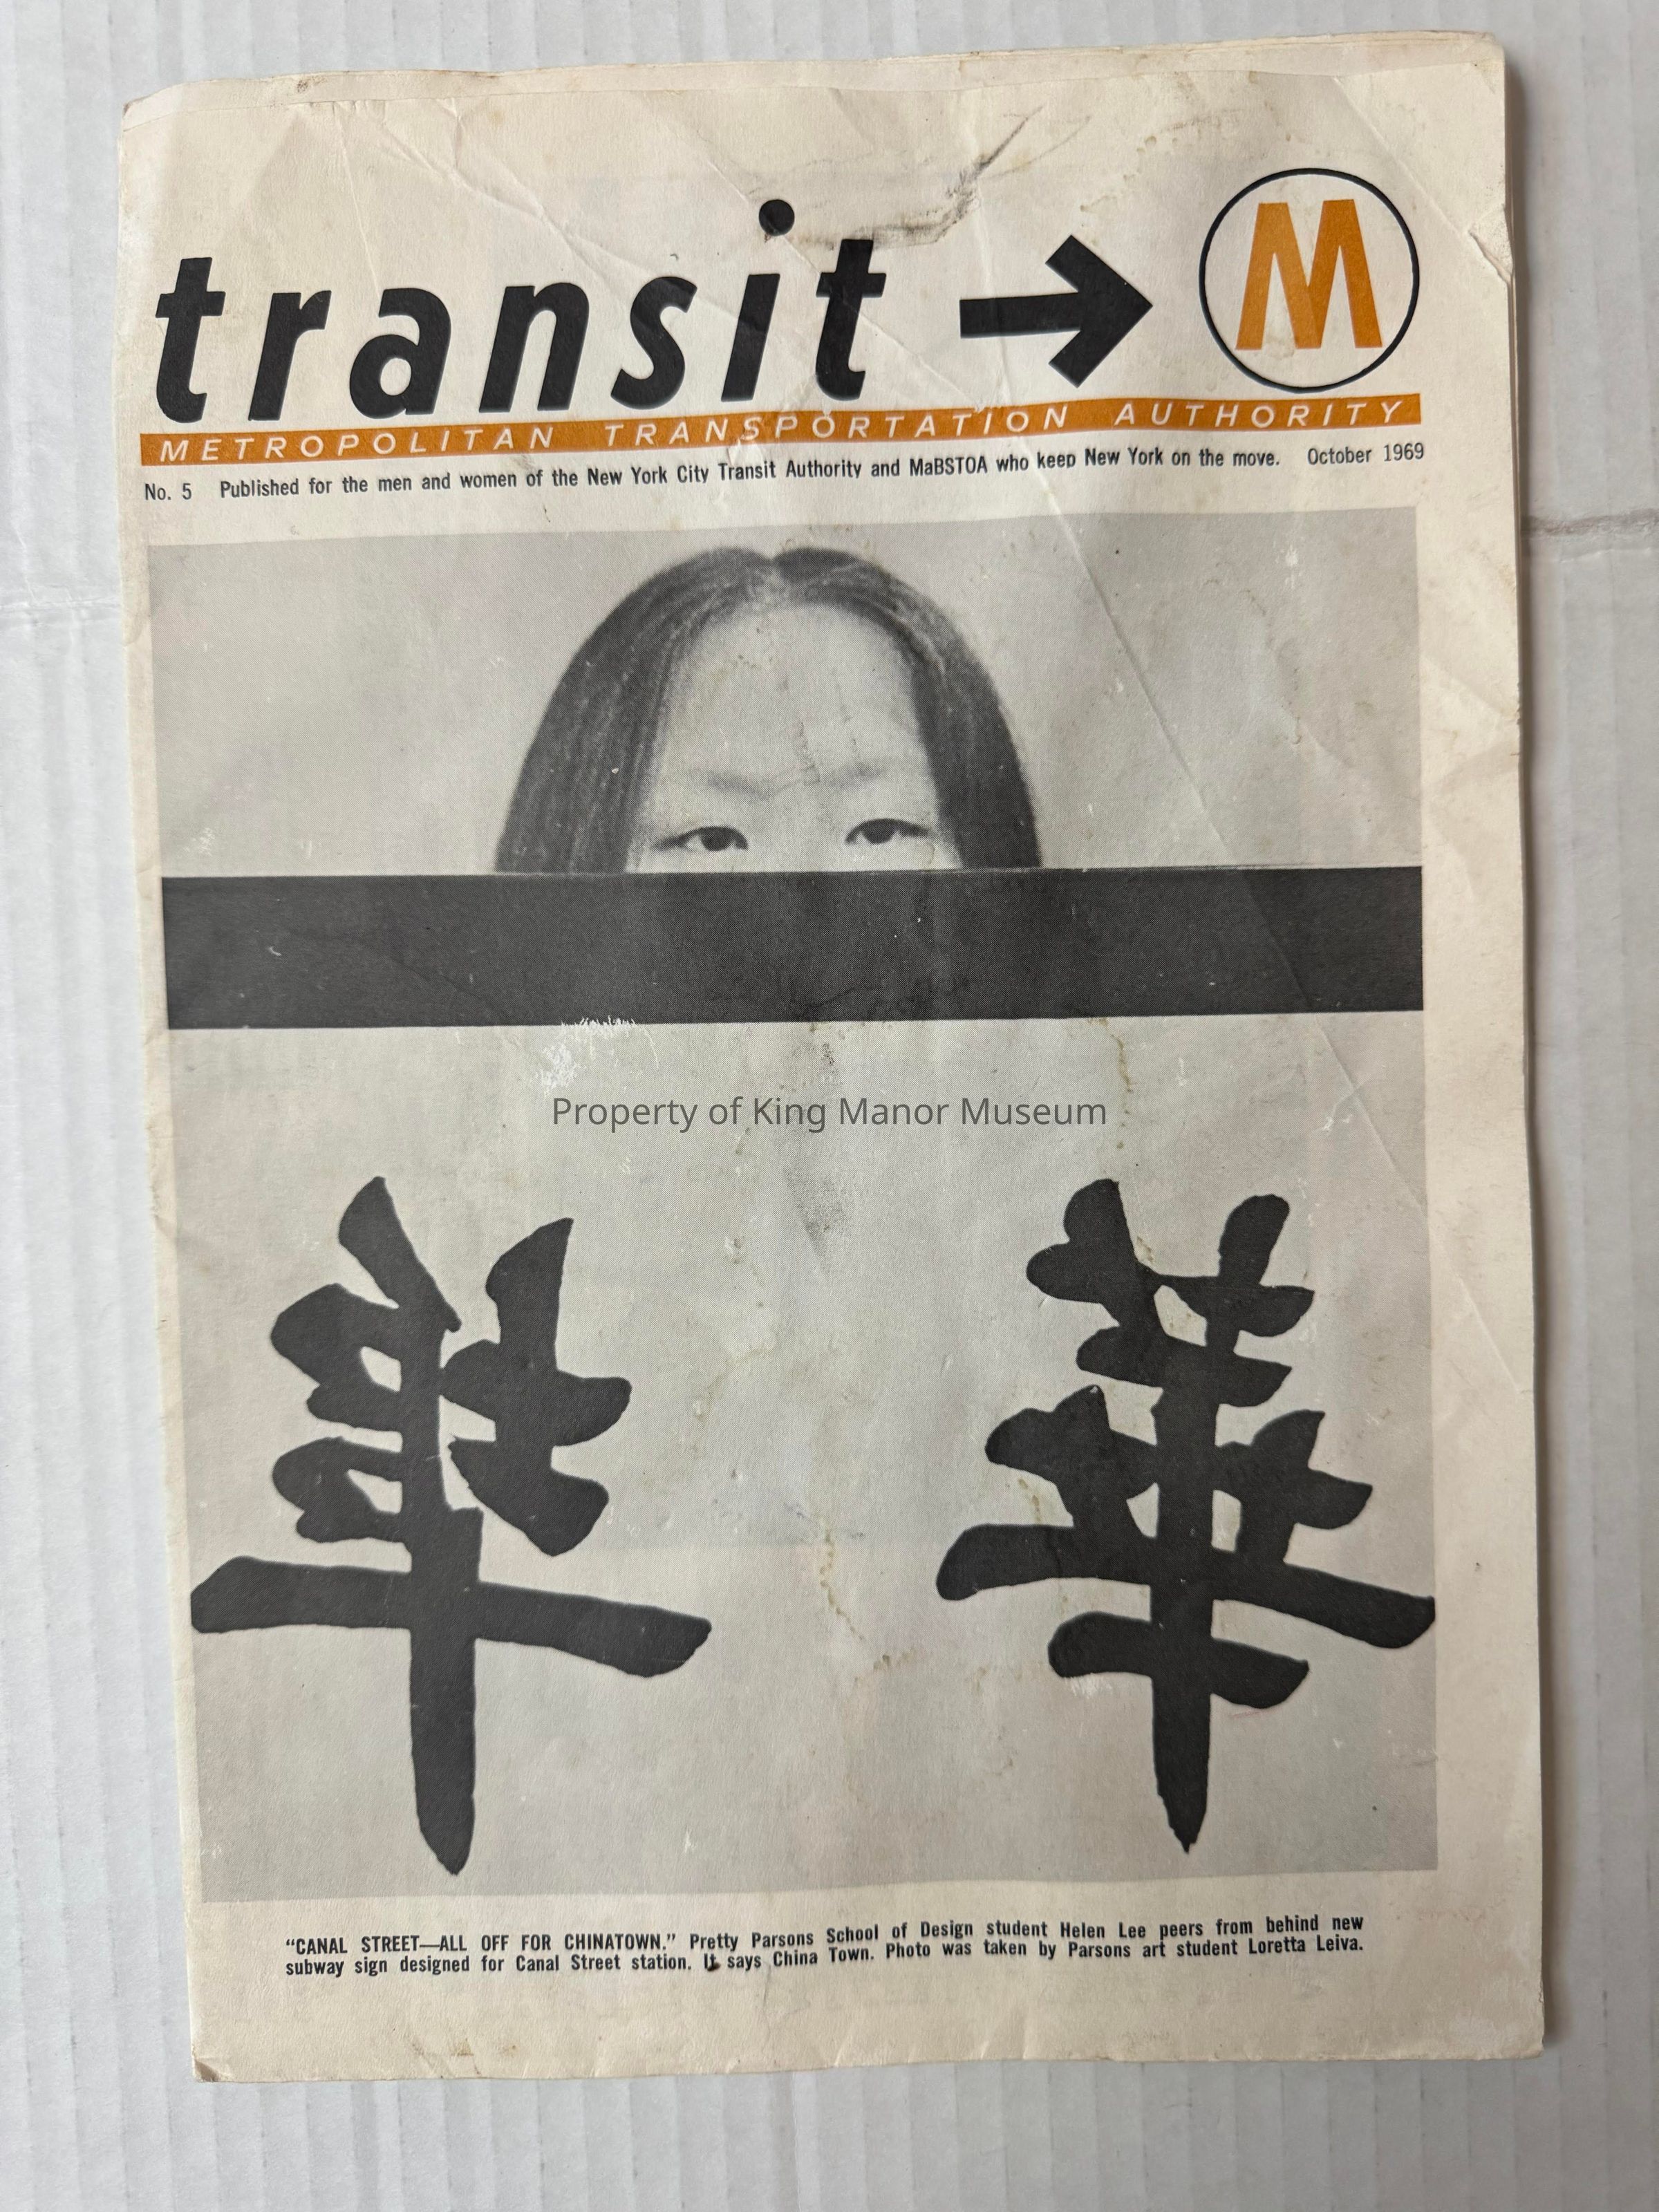 transit → M
METROPOLITAN TRANSPORTATION AUTHORITY
No. 5 Published for the men and women of the New York City Transit Authority and MaBSTOA who keep New York on the move. October 1969
Property of King Manor Museum
華埠
“CANAL STREET—ALL OFF FOR CHINATOWN.” Pretty Parsons School of Design student Helen Lee peers from behind new
subway sign designed for Canal Street station. It says China Town. Photo was taken by Parsons art student Loretta Leiva.